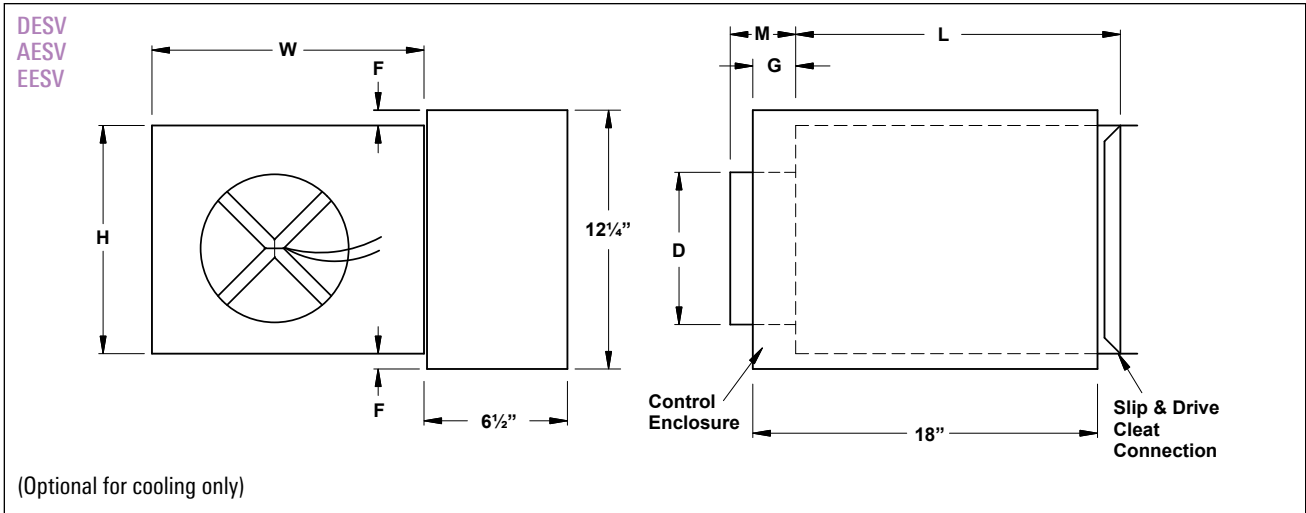 DESV
AESV
EESV
W
F
H
F
12¼”
6½”
M
L
G
D
Control
Enclosure
18”
Slip & Drive
Cleat
Connection
(Optional for cooling only)